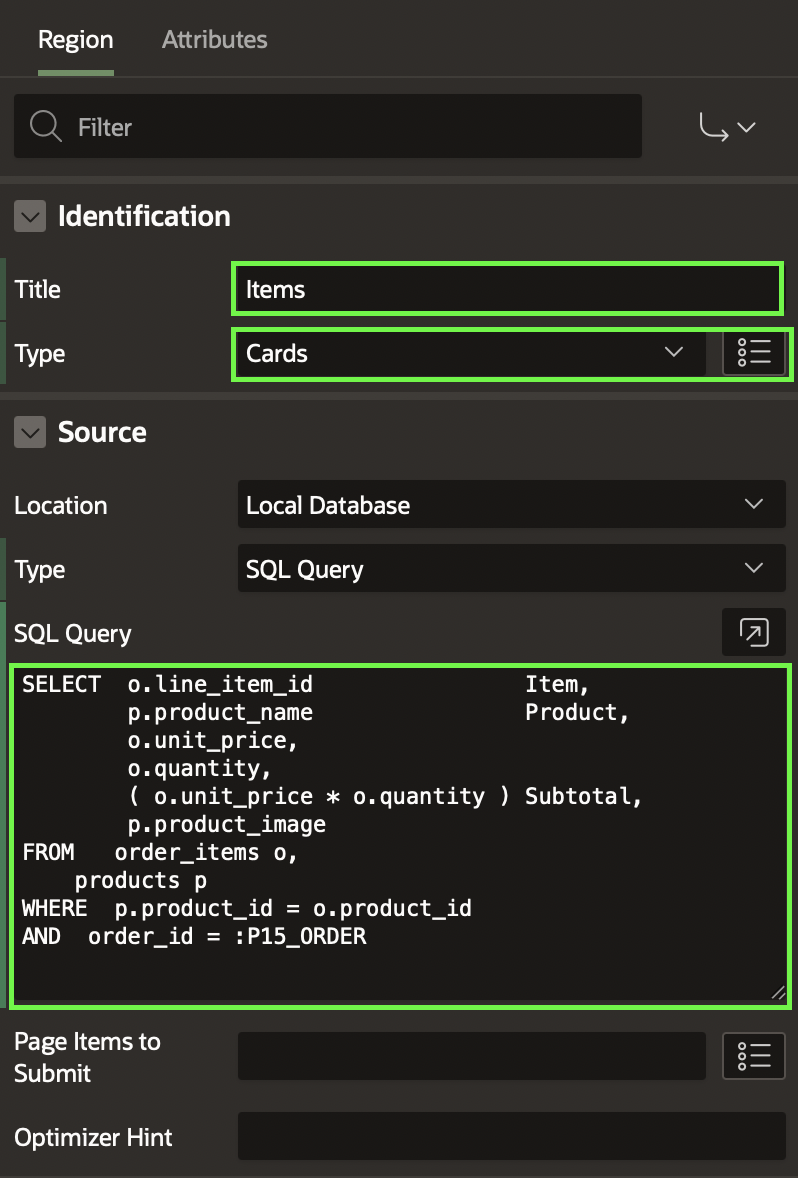 Region Attributes
Filter
Identification
Title Items
Type Cards
Source
Location Local Database
Type SQL Query
SQL Query
SELECT  o.line_item_id                Item,
        p.product_name                Product,
        o.unit_price,
        o.quantity,
        ( o.unit_price * o.quantity ) Subtotal,
        p.product_image
FROM   order_items o,
    products p
WHERE  p.product_id = o.product_id
AND  order_id = :P15_ORDER
Page Items to
Submit
Optimizer Hint